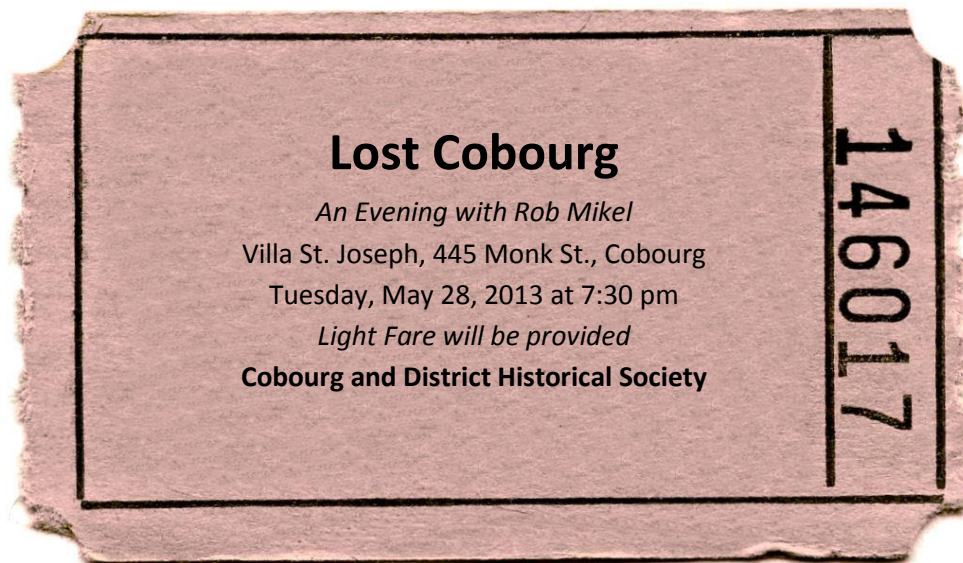 Lost Cobourg
An Evening with Rob Mikel
Villa St. Joseph, 445 Monk St., Cobourg
Tuesday, May 28, 2013 at 7:30 pm
Light Fare will be provided
Cobourg and District Historical Society
146017